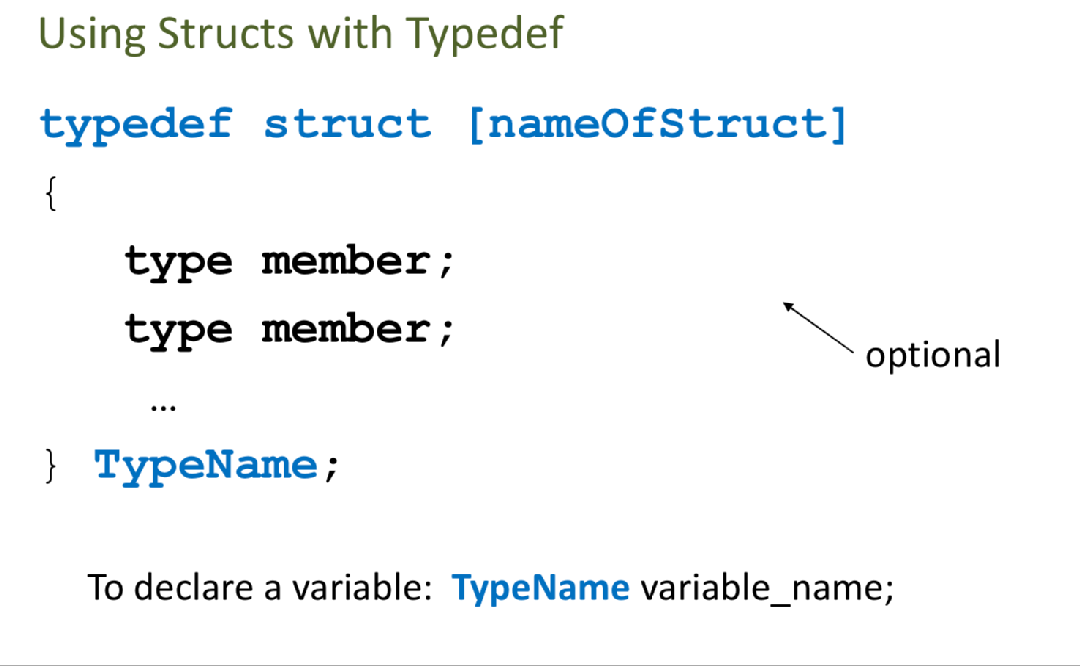 Using Structs with Typedef
typedef struct [nameOfStruct]
{
type member;
type member;
optional
…
} TypeName;
To declare a variable: TypeName variable_name;